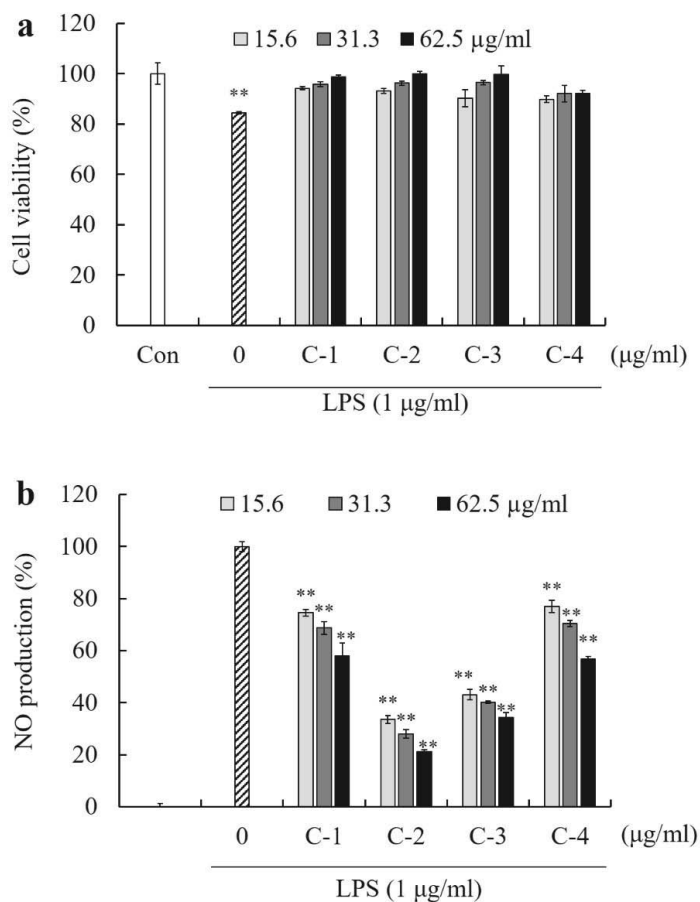 a
120
15.6 31.3 62.5 μg/ml
100
**
80
60
40
20
0
Cell viability (%)
Con 0 C-1 C-2 C-3 C-4 (μg/ml)
LPS (1 μg/ml)
b
120
15.6 31.3 62.5 μg/ml
100
80
60
40
20
0
NO production (%)
** ** **
** ** **
** ** **
** ** **
0 C-1 C-2 C-3 C-4 (μg/ml)
LPS (1 μg/ml)